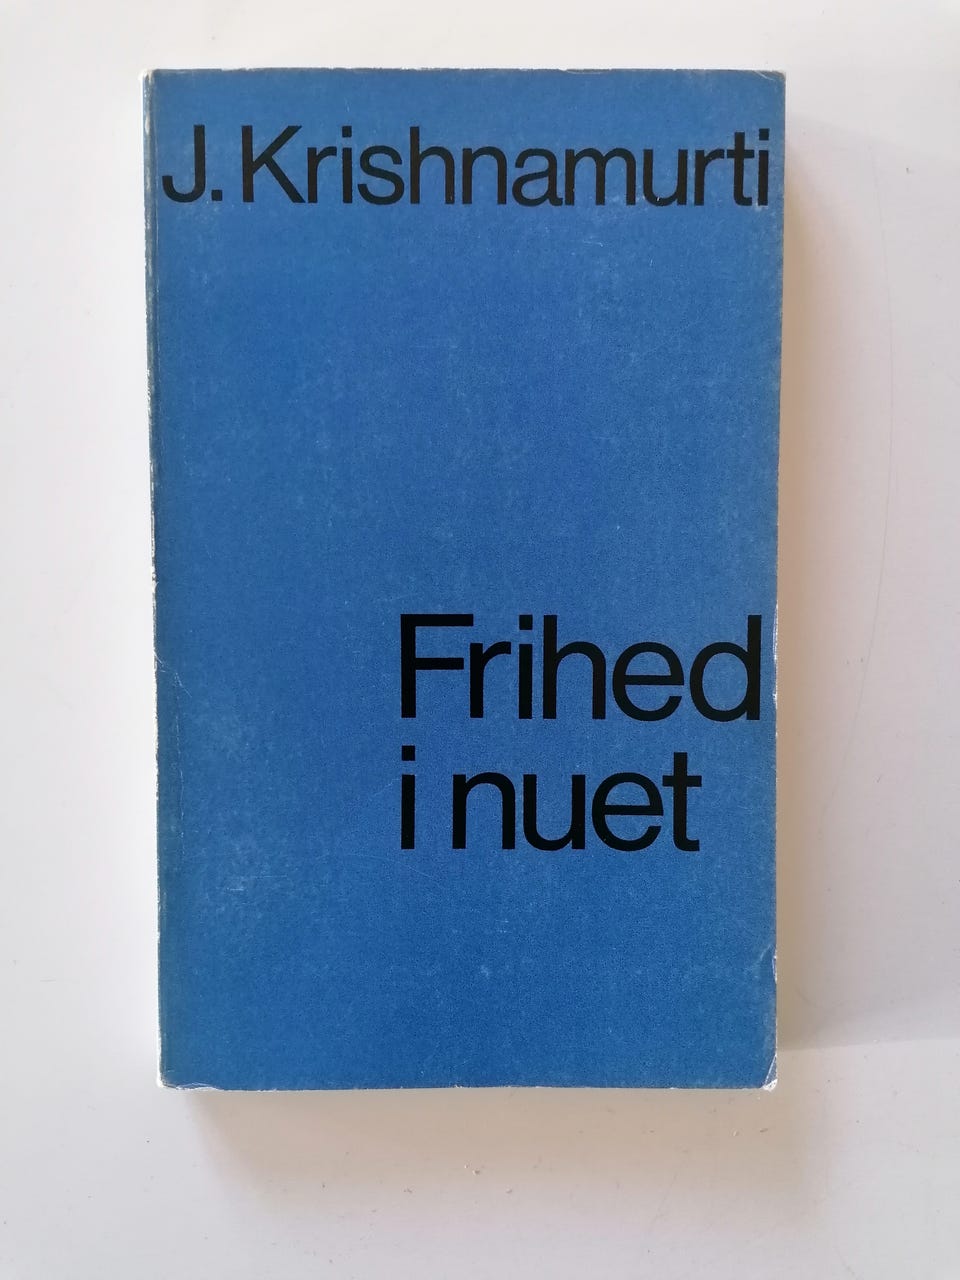 J. Krishnamurti
Frihed
i nuet